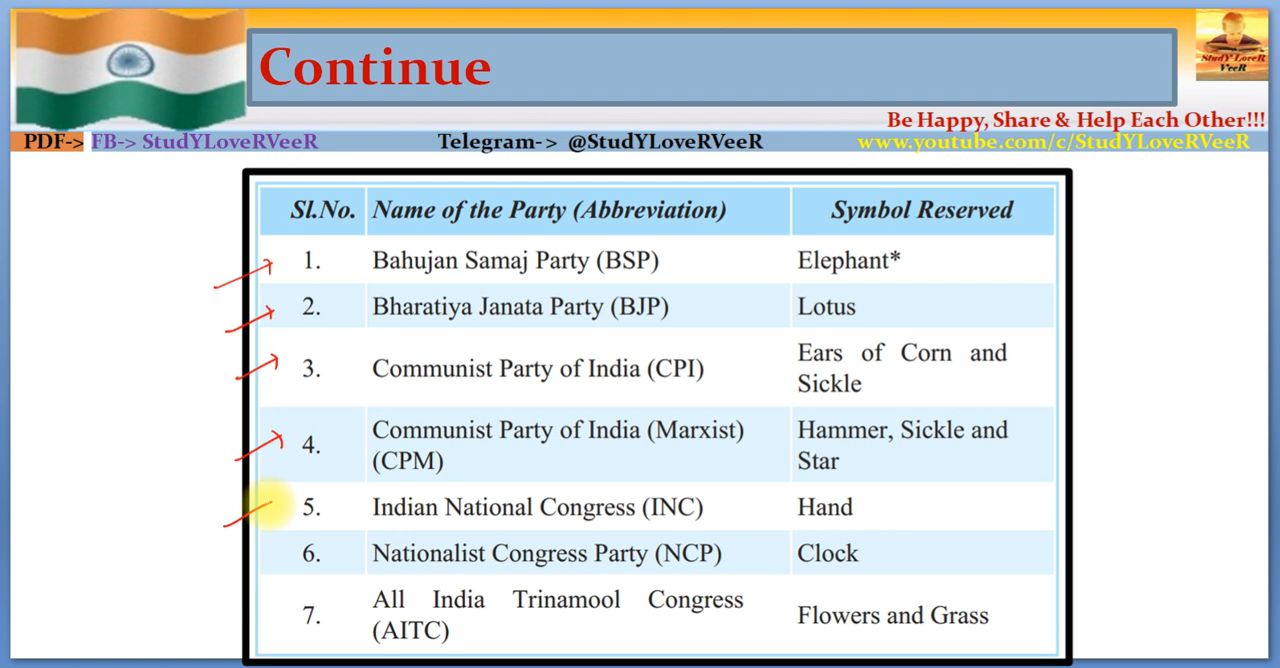 Continue
StudY LoveR
VeeR
Be Happy, Share & Help Each Other!!!
PDF-> FB-> StudYLoveRVeeR Telegram-> @StudYLoveRVeeR www.youtube.com/c/StudYLoveRVeeR
Sl.No. Name of the Party (Abbreviation) Symbol Reserved
1. Bahujan Samaj Party (BSP) Elephant*
2. Bharatiya Janata Party (BJP) Lotus
3. Communist Party of India (CPI) Ears of Corn and
Sickle
4. Communist Party of India (Marxist) Hammer, Sickle and
(CPM) Star
5. Indian National Congress (INC) Hand
6. Nationalist Congress Party (NCP) Clock
7. All India Trinamool Congress Flowers and Grass
(AITC)